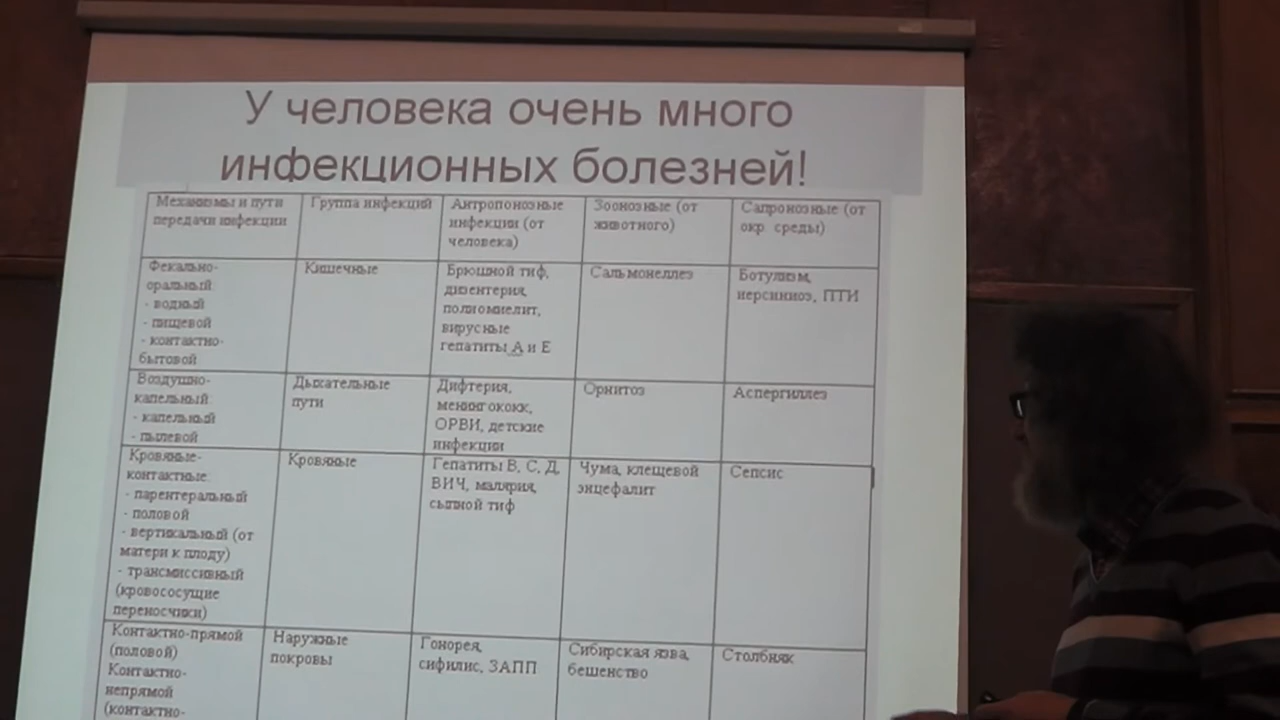 У человека очень много
инфекционных болезней!
Механизмы и пути
передачи инфекции
Группа инфекций
Антропонозные
инфекции (от
человека)
Зоонозные (от
животного)
Сапронозные (от
окр. среды)
Фекально-
оральный
- водный
- пищевой
- контактно-
бытовой
Кишечные
Брюшной тиф,
дизентерия,
полиомиелит,
вирусные
гепатиты А и Е
Сальмонеллез
Ботулизм,
иерсиниоз, ПТИ
Воздушно-
капельный
- капельный
- пылевой
Дыхательные
пути
Дифтерия,
менингококк,
ОРВИ, детские
инфекции
Орнитоз
Аспергиллез
Кровяные-
контактные
- парентеральный
- половой
- вертикальный (от
матери к плоду)
- трансмиссивный
(кровососущие
переносчики)
Кровяные
Гепатиты В, С, Д,
ВИЧ, малярия,
сыпной тиф
Чума, клещевой
энцефалит
Сепсис
Контактно-прямой
(половой)
Контактно-
непрямой
(контактно-
Наружные
покровы
Гонорея,
сифилис, ЗАПП
Сибирская язва,
бешенство
Столбняк